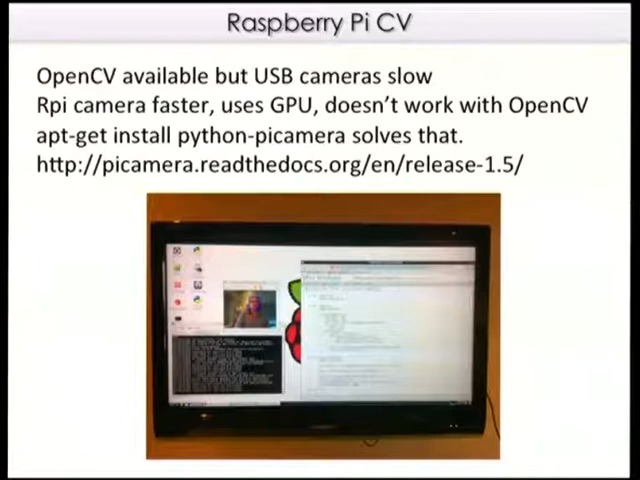 Raspberry Pi CV
OpenCV available but USB cameras slow
Rpi camera faster, uses GPU, doesn't work with OpenCV
apt-get install python-picamera solves that.
http://picamera.readthedocs.org/en/release-1.5/